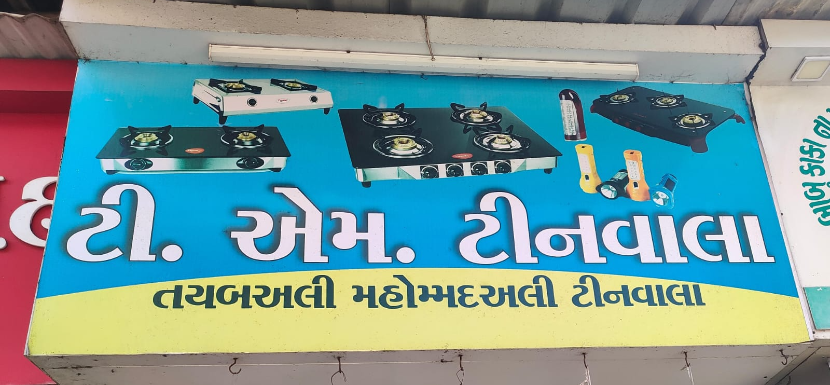 ટી. એમ. ટીનવાલા
તયબઅલી મહોમ્મદઅલી ટીનવાલા
લાબ કાકા